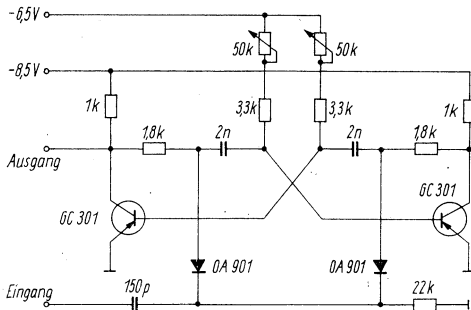 -6,5V
50k 50k
-8,5V
1k 3,3k 3,3k 1k
1,8k 2n 2n 1,8k
Ausgang
GC 301 GC 301
OA 901 OA 901
Eingang 150p 22k